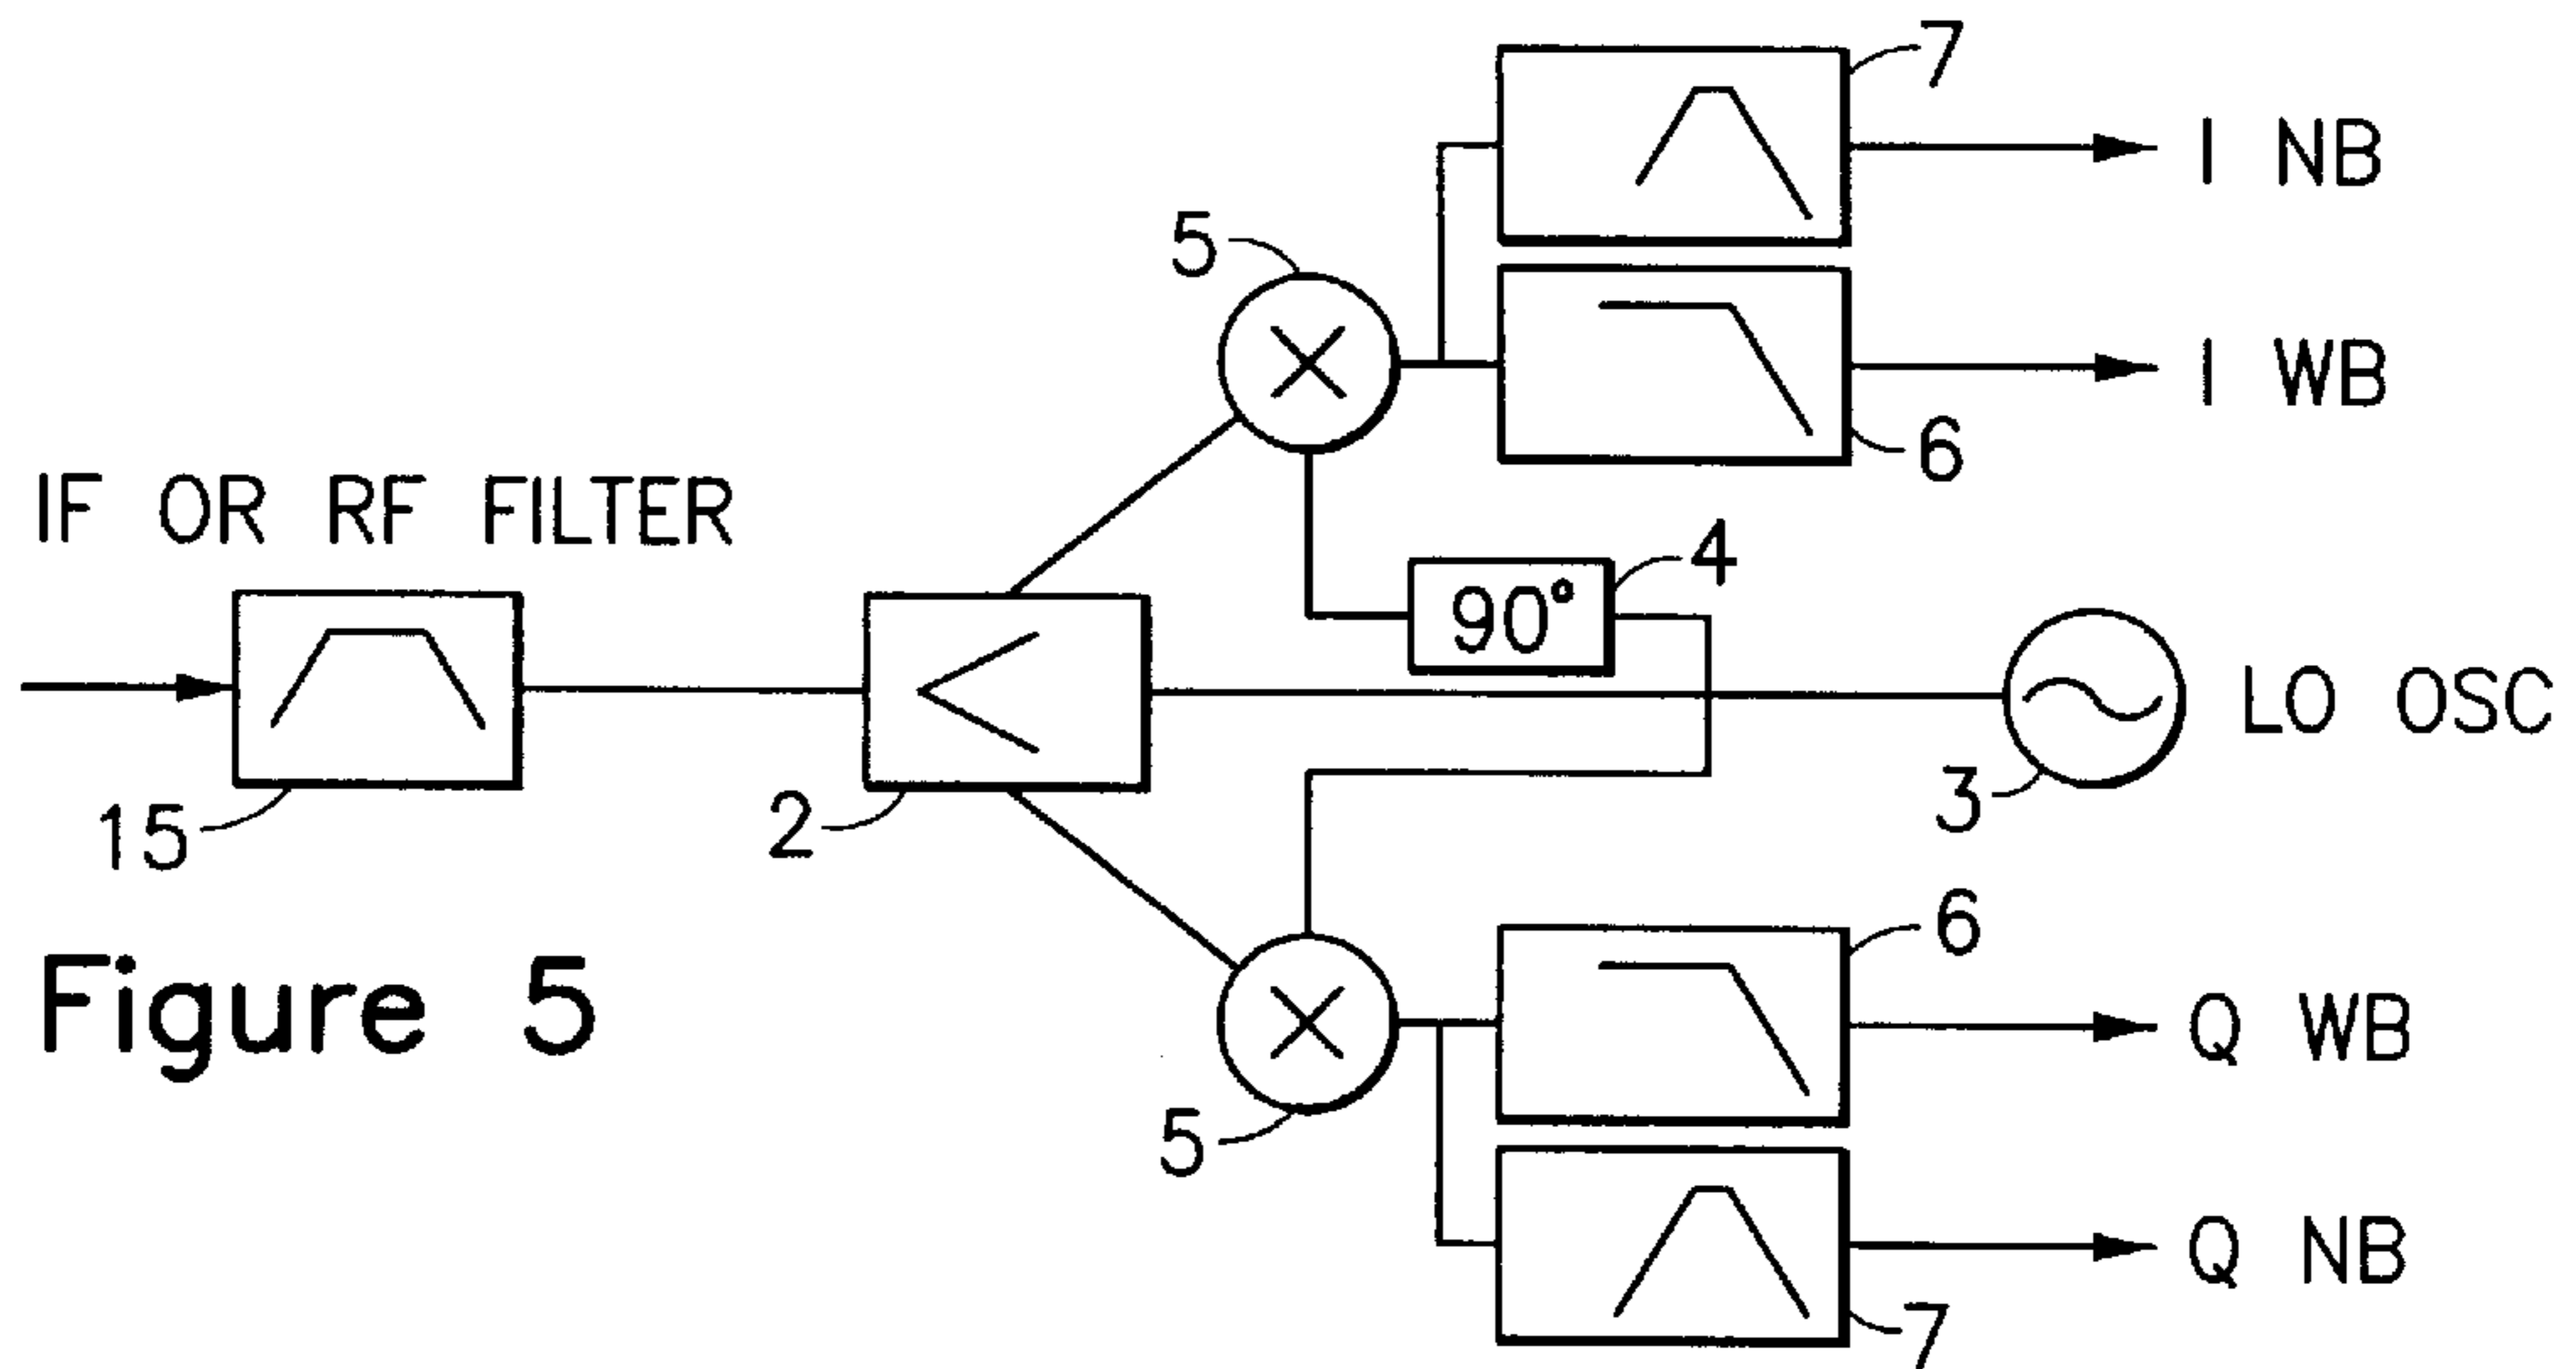 7
I NB
5
I WB
6
IF OR RF FILTER
4
90°
LO OSC
3
15
2
6
Figure 5
Q WB
5
Q NB
7